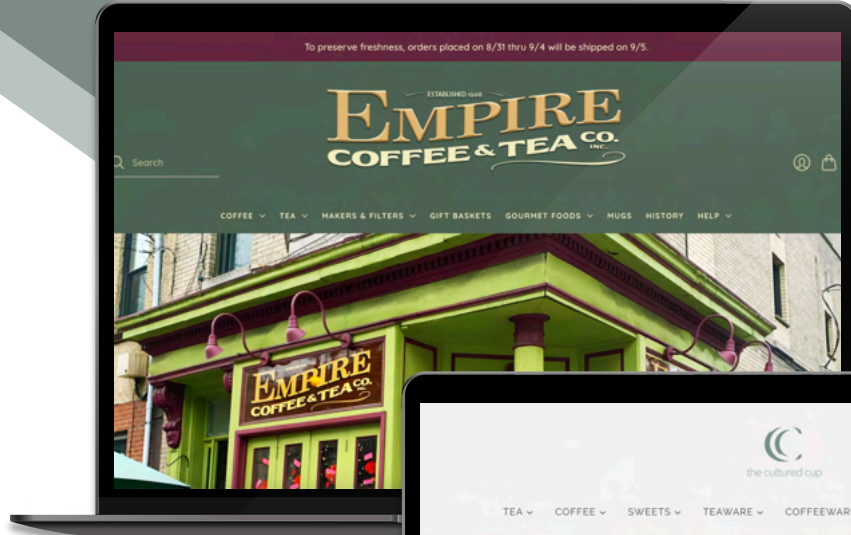 To preserve freshness, orders placed on 8/31 thru 9/4 will be shipped on 9/5.
ESTABLISHED 1908
EMPIRE
COFFEE & TEA CO.
INC.
Search
COFFEE TEA MAKERS & FILTERS GIFT BASKETS GOURMET FOODS MUGS HISTORY HELP
EMPIRE
COFFEE & TEA CO.
the cultured cup
TEA COFFEE SWEETS TEAWARE COFFEEWARE